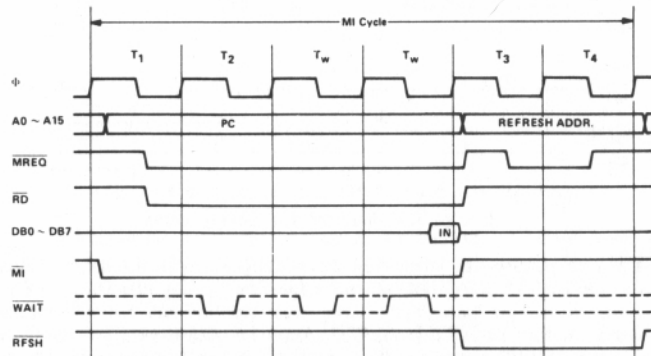 MI Cycle
T1 T2 Tw Tw T3 T4
Φ
A0 ~ A15 PC REFRESH ADDR.
MREQ
RD
DB0 ~ DB7 IN
MI
WAIT
RFSH